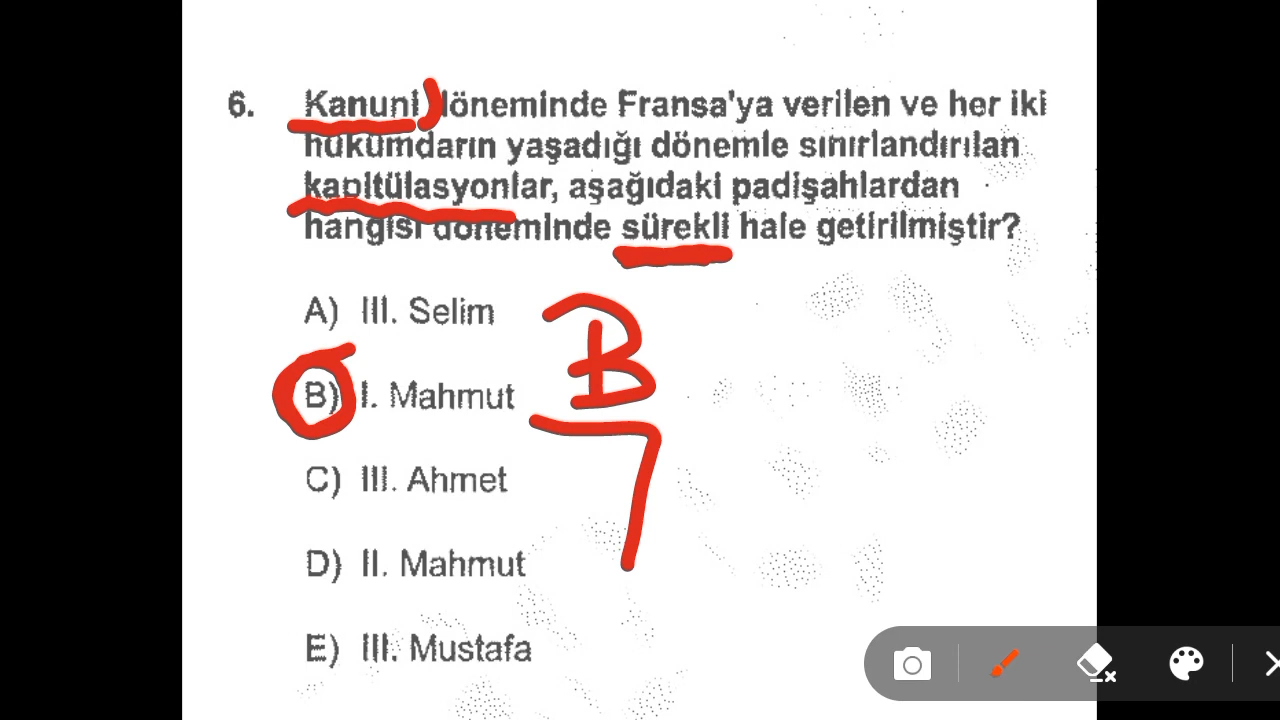 6. Kanuni döneminde Fransa'ya verilen ve her iki
hükümdarın yaşadığı dönemle sınırlandırılan
kapitülasyonlar, aşağıdaki padişahlardan
hangisi döneminde sürekli hale getirilmiştir?
A) III. Selim
B
B) I. Mahmut
C) III. Ahmet
D) II. Mahmut
E) III. Mustafa